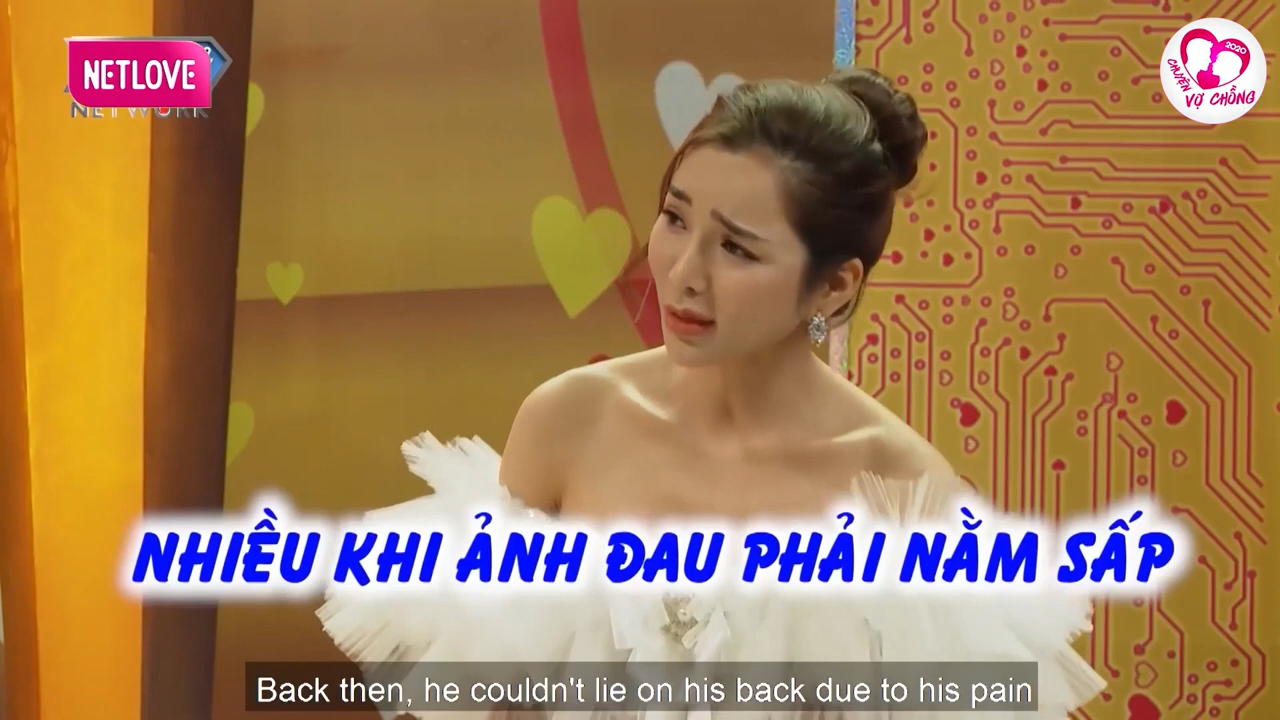 NETLOVE
NETWORK
2020
CHUYỆN
VỢ CHỒNG
NHIỀU KHI ẢNH ĐAU PHẢI NẰM SẤP
Back then, he couldn't lie on his back due to his pain